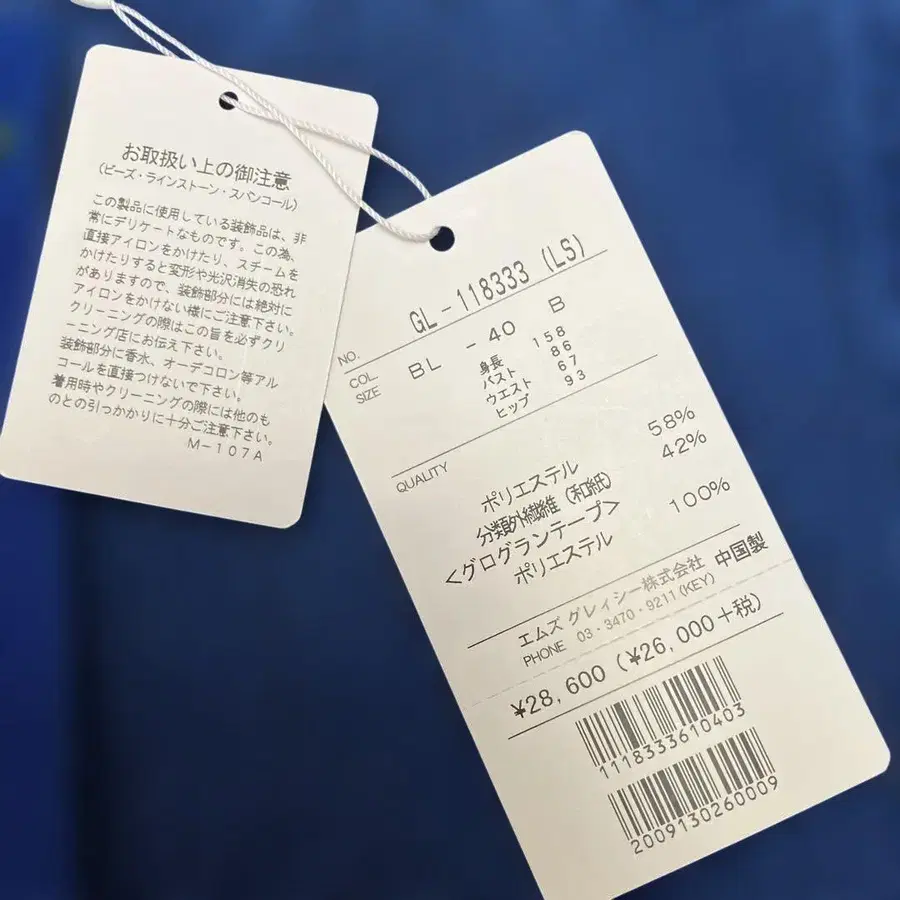 お取扱い上の御注意
(ビーズ・ラインストーン・スパンコール)
この製品に使用している装飾品は、非
常にデリケートなものです。この為、
直接アイロンをかけたり、スチームを
かけたりすると変形や光沢消失の恐れ
がありますので、装飾部分には絶対に
アイロンをかけない様にご注意下さい。
クリーニングの際はこの旨を必ずクリ
ーニング店にお伝え下さい。
装飾部分に香水、オーデコロン等アル
コールを直接つけないで下さい。
着用時やクリーニングの際には他のも
のとの引っかかりに十分ご注意下さい。
M-107A
NO. GL-118333 (LS)
COL. BL - 40 B
SIZE 身長 158
バスト 86
ウエスト 67
ヒップ 93
QUALITY
ポリエステル 58%
分類外繊維(和紙) 42%
<グログランテープ>
ポリエステル 100%
中国製
エムズ グレィシー株式会社
PHONE 03-3470-9211(KEY)
¥28,600(¥26,000+税)
1118333610403
2009130260009